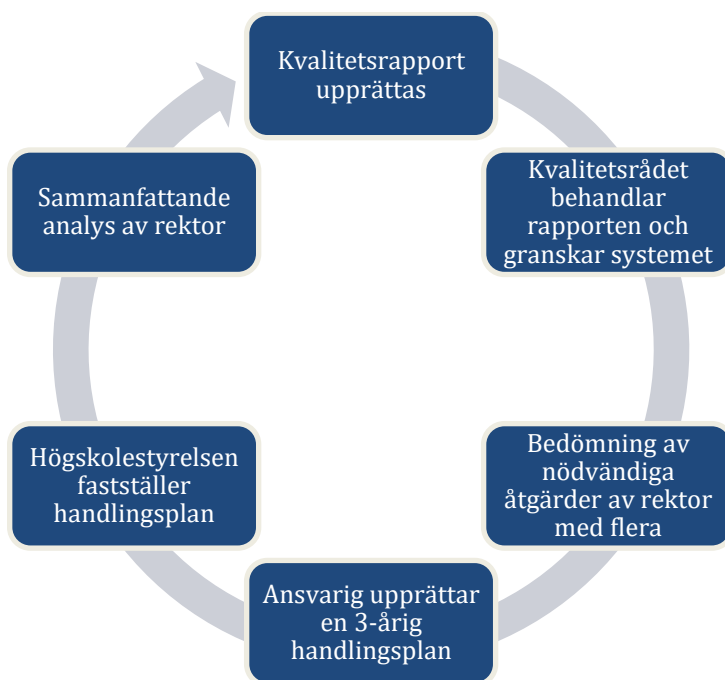 Kvalitetsrapport
upprättas
Kvalitetsrådet
behandlar
rapporten och
granskar systemet
Bedömning av
nödvändiga
åtgärder av rektor
med flera
Ansvarig upprättar
en 3-årig
handlingsplan
Högskolestyrelsen
fastställer
handlingsplan
Sammanfattande
analys av rektor